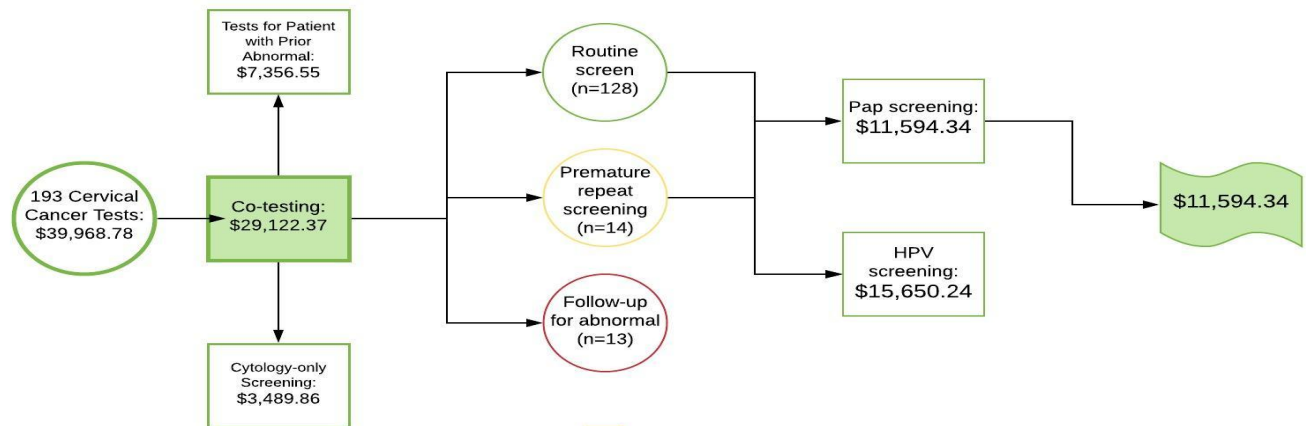 193 Cervical
Cancer Tests:
$39,968.78
Tests for Patient
with Prior
Abnormal:
$7,356.55
Co-testing:
$29,122.37
Cytology-only
Screening:
$3,489.86
Routine
screen
(n=128)
Premature
repeat
screening
(n=14)
Follow-up
for abnormal
(n=13)
Pap screening:
$11,594.34
HPV
screening:
$15,650.24
$11,594.34